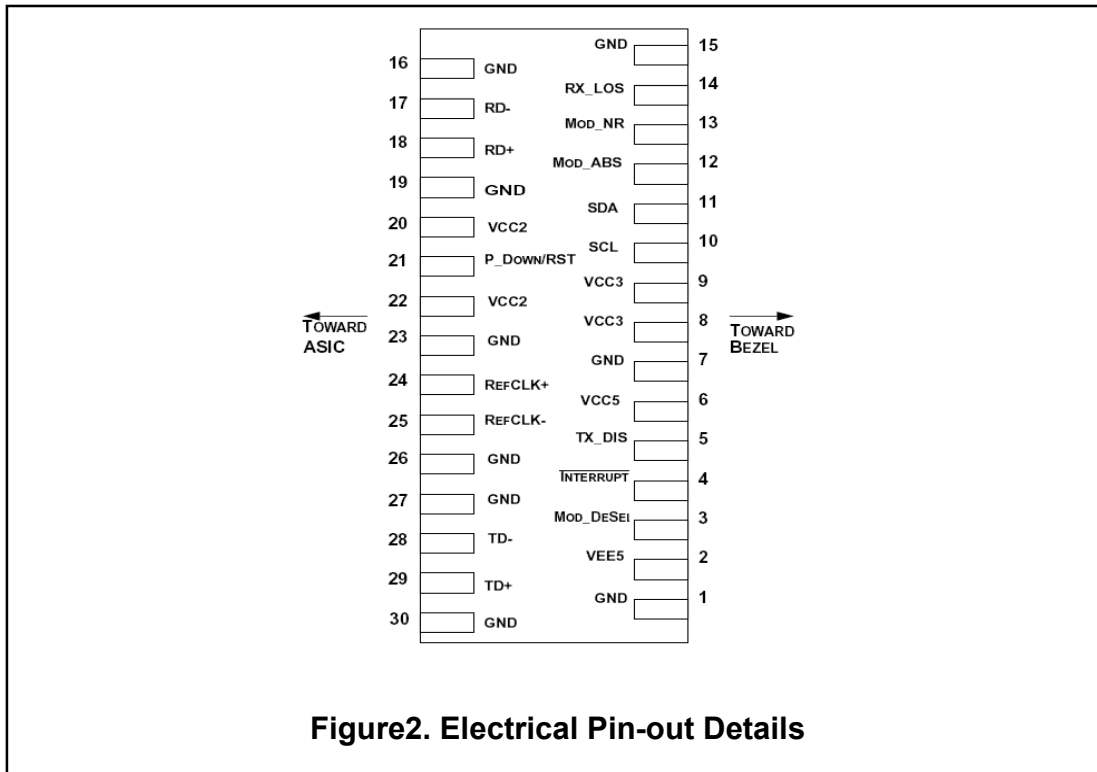 GND 15
16 GND
RX_LOS 14
17 RD-
MOD_NR 13
18 RD+
MOD_ABS 12
19 GND
SDA 11
20 VCC2
SCL 10
21 P_DOWN/RST
VCC3 9
22 VCC2
VCC3 8
TOWARD ASIC
TOWARD BEZEL
23 GND
GND 7
24 REFCLK+
VCC5 6
25 REFCLK-
TX_DIS 5
26 GND
INTERRUPT 4
27 GND
MOD_DESEL 3
28 TD-
VEE5 2
29 TD+
GND 1
30 GND
Figure2. Electrical Pin-out Details